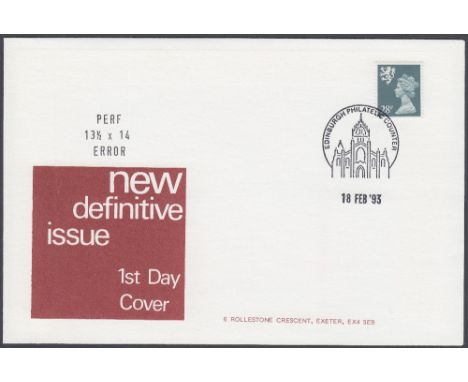 PERF
13½ x 14
ERROR
28p
EDINBURGH PHILATELIC COUNTER
18 FEB '93
new
definitive
issue
1st Day
Cover
6 ROLLESTONE CRESCENT, EXETER, EX4 5EB